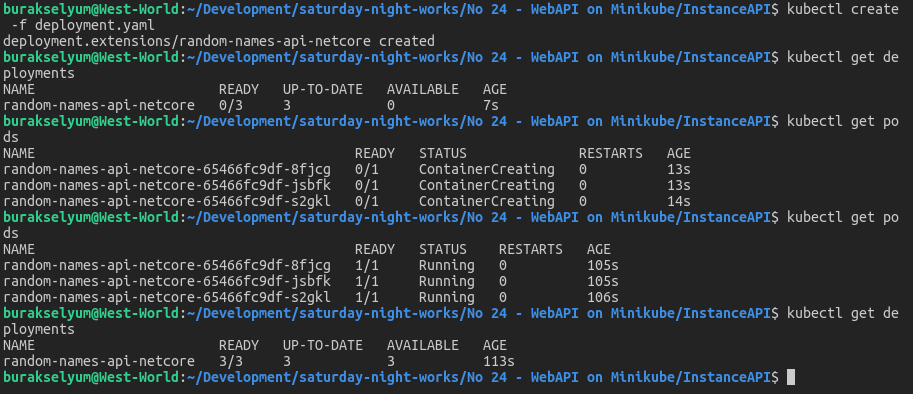 burakselyum@West-World:~/Development/saturday-night-works/No 24 - WebAPI on Minikube/InstanceAPI$ kubectl create
 -f deployment.yaml
deployment.extensions/random-names-api-netcore created
burakselyum@West-World:~/Development/saturday-night-works/No 24 - WebAPI on Minikube/InstanceAPI$ kubectl get de
ployments
NAME                       READY   UP-TO-DATE   AVAILABLE   AGE
random-names-api-netcore   0/3     3            0           7s
burakselyum@West-World:~/Development/saturday-night-works/No 24 - WebAPI on Minikube/InstanceAPI$ kubectl get po
ds
NAME                                        READY   STATUS              RESTARTS   AGE
random-names-api-netcore-65466fc9df-8fjcg   0/1     ContainerCreating   0          13s
random-names-api-netcore-65466fc9df-jsbfk   0/1     ContainerCreating   0          13s
random-names-api-netcore-65466fc9df-s2gkl   0/1     ContainerCreating   0          14s
burakselyum@West-World:~/Development/saturday-night-works/No 24 - WebAPI on Minikube/InstanceAPI$ kubectl get po
ds
NAME                                        READY   STATUS    RESTARTS   AGE
random-names-api-netcore-65466fc9df-8fjcg   1/1     Running   0          105s
random-names-api-netcore-65466fc9df-jsbfk   1/1     Running   0          105s
random-names-api-netcore-65466fc9df-s2gkl   1/1     Running   0          106s
burakselyum@West-World:~/Development/saturday-night-works/No 24 - WebAPI on Minikube/InstanceAPI$ kubectl get de
ployments
NAME                       READY   UP-TO-DATE   AVAILABLE   AGE
random-names-api-netcore   3/3     3            3           113s
burakselyum@West-World:~/Development/saturday-night-works/No 24 - WebAPI on Minikube/InstanceAPI$